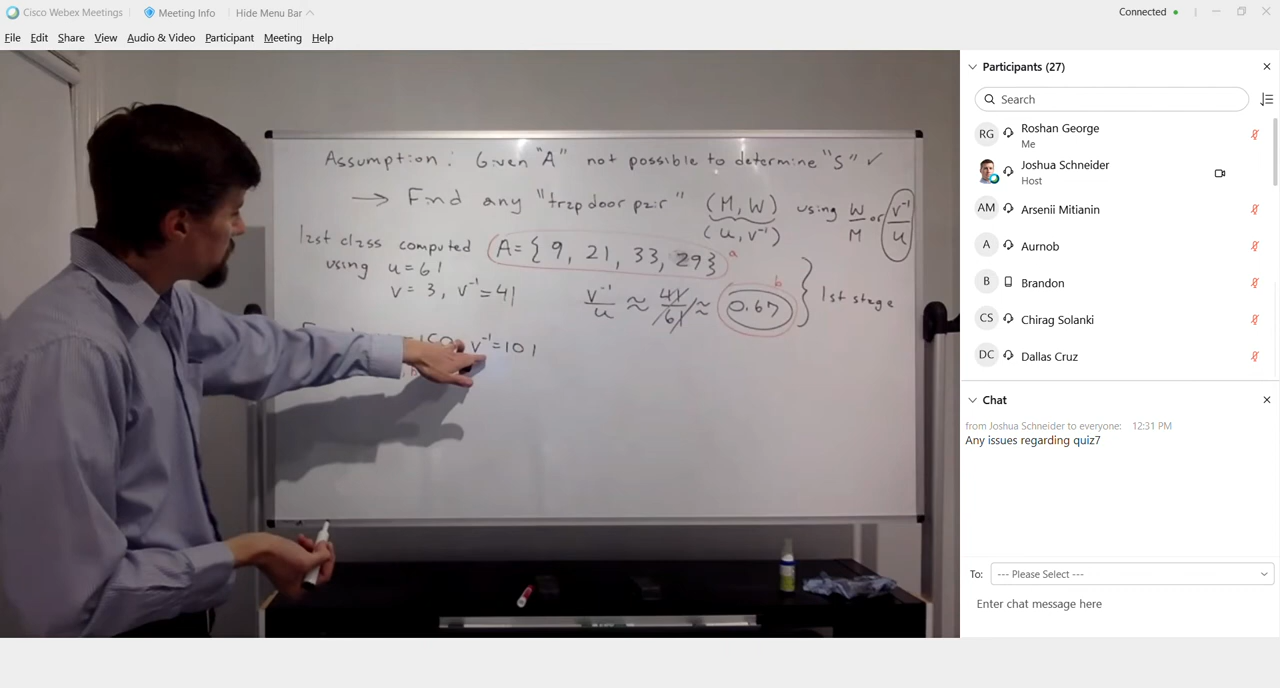 Cisco Webex Meetings
Meeting Info
Hide Menu Bar
Connected
File Edit Share View Audio & Video Participant Meeting Help
Assumption: Given "A" not possible to determine "S" ✓
→ Find any "trapdoor pair" (M, W) using W/M or v⁻¹/u
(u, v⁻¹)
last class computed A = { 9, 21, 33, 29} a
using u=61
v = 3, v⁻¹=41
v⁻¹/u ≈ 41/61 ≈ 0.67 b
1st stage
v⁻¹=101
Participants (27)
Search
RG Roshan George
Me
Joshua Schneider
Host
AM Arsenii Mitianin
A Aurnob
B Brandon
CS Chirag Solanki
DC Dallas Cruz
Chat
from Joshua Schneider to everyone: 12:31 PM
Any issues regarding quiz7
To: --- Please Select ---
Enter chat message here